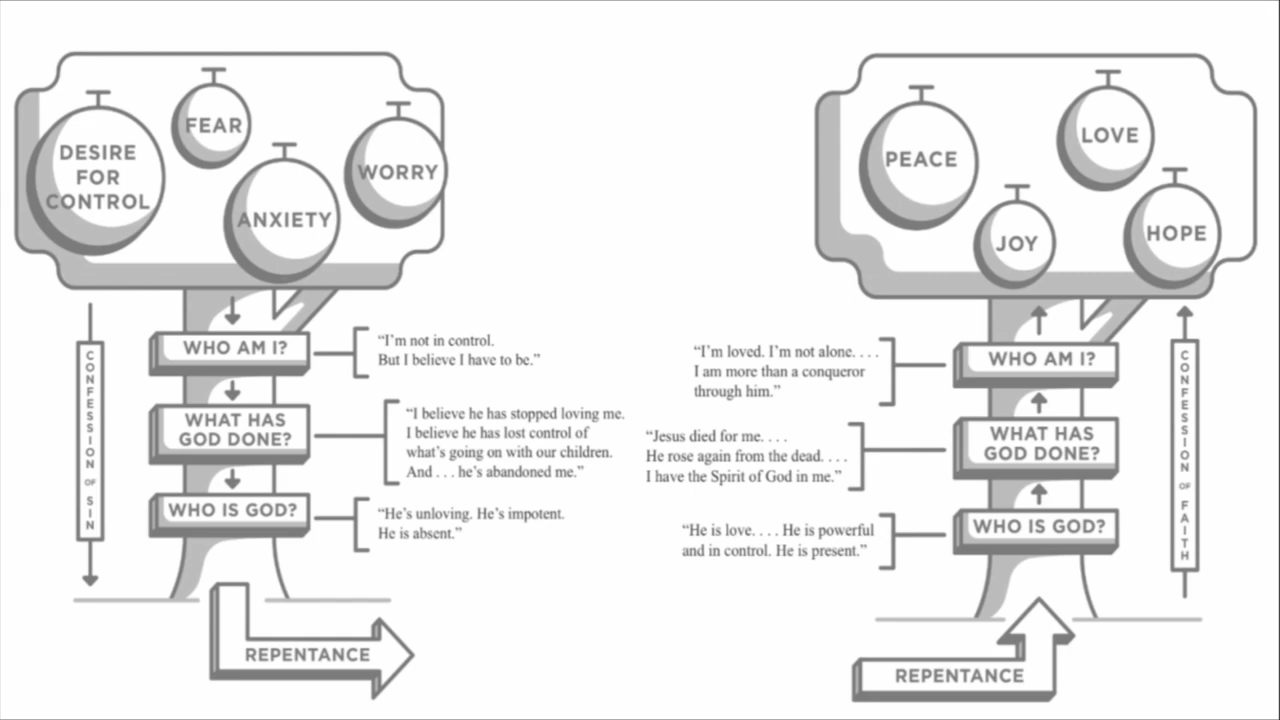 DESIRE
FOR
CONTROL
FEAR
ANXIETY
WORRY
CONFESSION OF SIN
WHO AM I?
“I’m not in control.
But I believe I have to be.”
WHAT HAS
GOD DONE?
“I believe he has stopped loving me.
I believe he has lost control of
what’s going on with our children.
And . . . he’s abandoned me.”
WHO IS GOD?
“He’s unloving. He’s impotent.
He is absent.”
REPENTANCE
PEACE
JOY
LOVE
HOPE
“I’m loved. I’m not alone. . . .
I am more than a conqueror
through him.”
WHO AM I?
“Jesus died for me. . . .
He rose again from the dead. . . .
I have the Spirit of God in me.”
WHAT HAS
GOD DONE?
“He is love. . . . He is powerful
and in control. He is present.”
WHO IS GOD?
CONFESSION OF FAITH
REPENTANCE